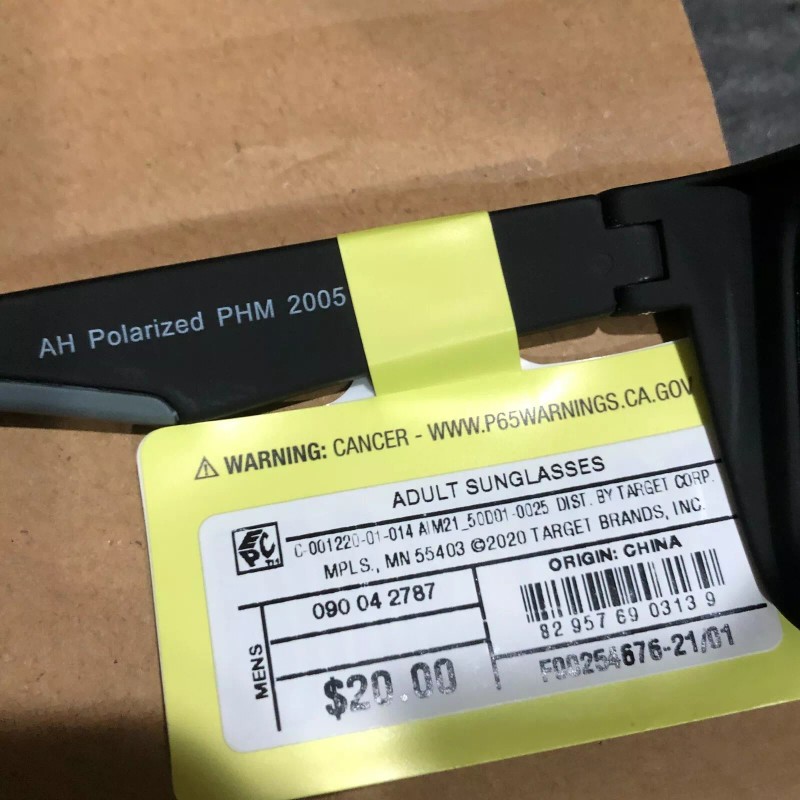 AH Polarized PHM 2005
⚠ WARNING: CANCER - WWW.P65WARNINGS.CA.GOV
ADULT SUNGLASSES
EPC TM
C-001220-01-014 AIM21_50D01-0025 DIST. BY TARGET CORP.
MPLS., MN 55403 ©2020 TARGET BRANDS, INC.
MENS
090 04 2787
$20.00
ORIGIN: CHINA
82 957 69 0313 9
F00254676-21/01